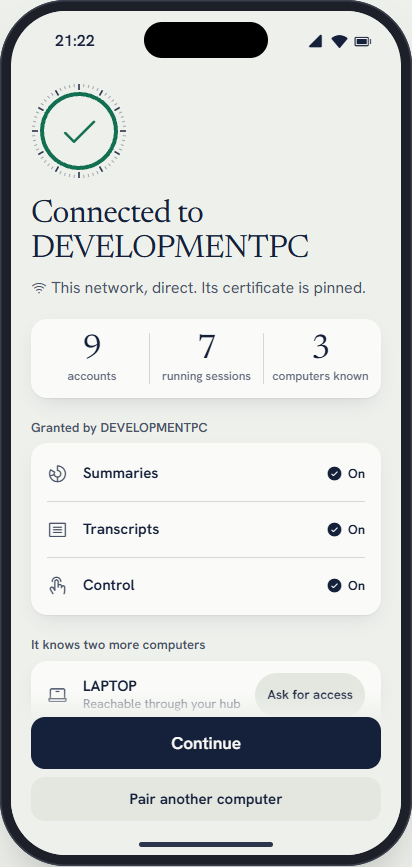 21:22
Connected to
DEVELOPMENTPC
This network, direct. Its certificate is pinned.
9
accounts
7
running sessions
3
computers known
Granted by DEVELOPMENTPC
Summaries
On
Transcripts
On
Control
On
It knows two more computers
LAPTOP
Reachable through your hub
Ask for access
Continue
Pair another computer